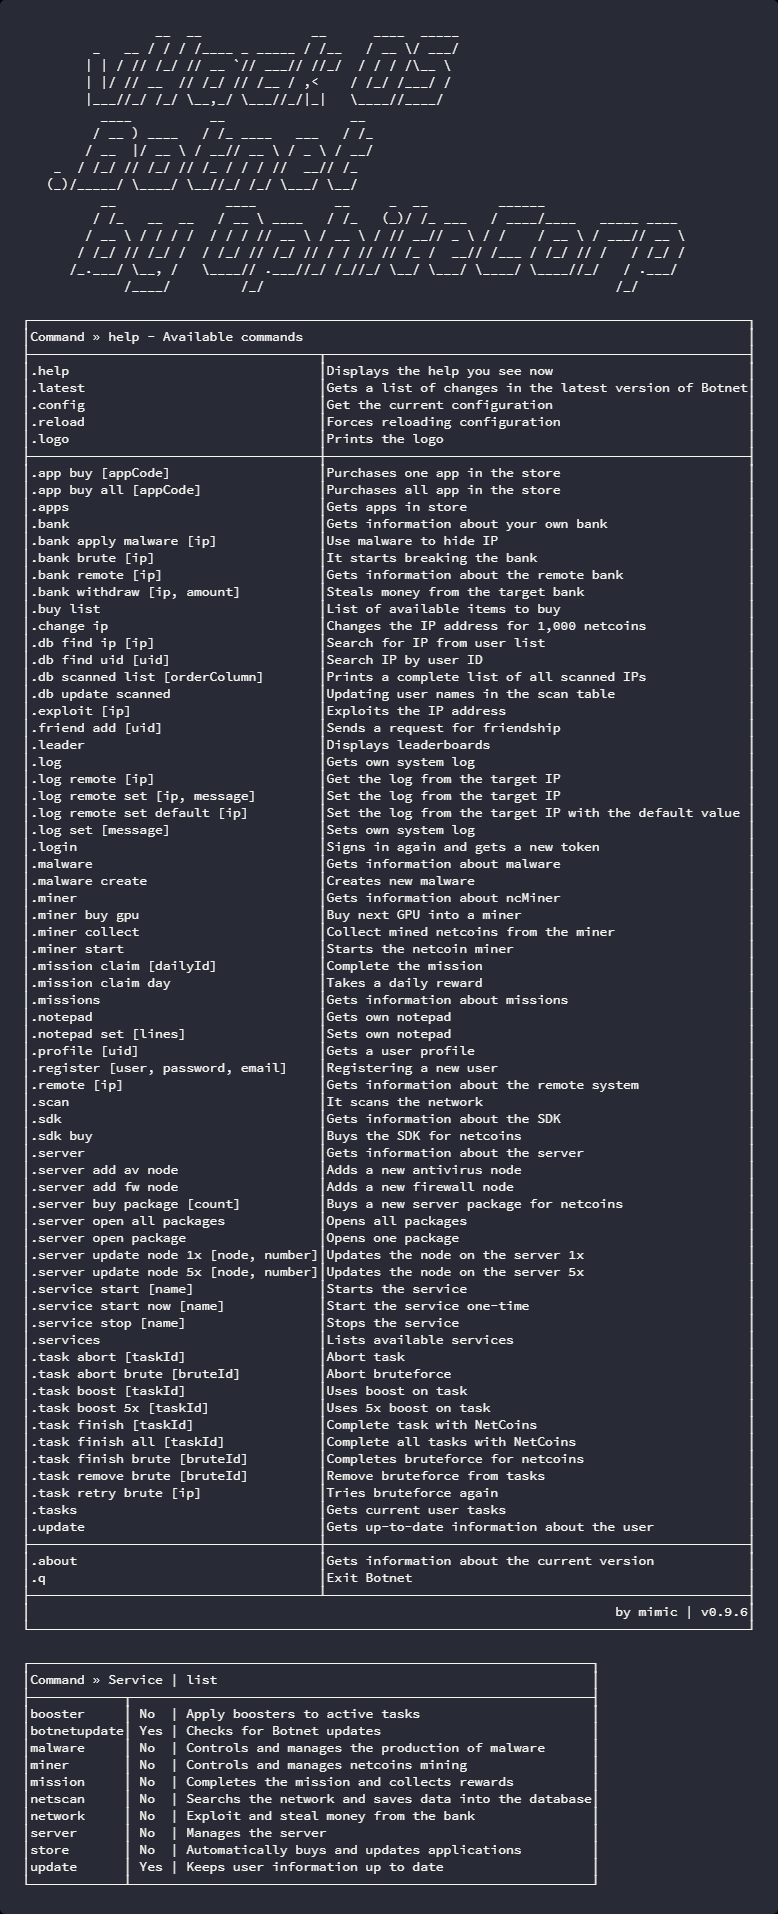 vHack OS
:Botnet
by OpiteCorp
Command » help - Available commands
.help Displays the help you see now
.latest Gets a list of changes in the latest version of Botnet
.config Get the current configuration
.reload Forces reloading configuration
.logo Prints the logo
.app buy [appCode] Purchases one app in the store
.app buy all [appCode] Purchases all app in the store
.apps Gets apps in store
.bank Gets information about your own bank
.bank apply malware [ip] Use malware to hide IP
.bank brute [ip] It starts breaking the bank
.bank remote [ip] Gets information about the remote bank
.bank withdraw [ip, amount] Steals money from the target bank
.buy list List of available items to buy
.change ip Changes the IP address for 1,000 netcoins
.db find ip [ip] Search for IP from user list
.db find uid [uid] Search IP by user ID
.db scanned list [orderColumn] Prints a complete list of all scanned IPs
.db update scanned Updating user names in the scan table
.exploit [ip] Exploits the IP address
.friend add [uid] Sends a request for friendship
.leader Displays leaderboards
.log Gets own system log
.log remote [ip] Get the log from the target IP
.log remote set [ip, message] Set the log from the target IP
.log remote set default [ip] Set the log from the target IP with the default value
.log set [message] Sets own system log
.login Signs in again and gets a new token
.malware Gets information about malware
.malware create Creates new malware
.miner Gets information about ncMiner
.miner buy gpu Buy next GPU into a miner
.miner collect Collect mined netcoins from the miner
.miner start Starts the netcoin miner
.mission claim [dailyId] Complete the mission
.mission claim day Takes a daily reward
.missions Gets information about missions
.notepad Gets own notepad
.notepad set [lines] Sets own notepad
.profile [uid] Gets a user profile
.register [user, password, email] Registering a new user
.remote [ip] Gets information about the remote system
.scan It scans the network
.sdk Gets information about the SDK
.sdk buy Buys the SDK for netcoins
.server Gets information about the server
.server add av node Adds a new antivirus node
.server add fw node Adds a new firewall node
.server buy package [count] Buys a new server package for netcoins
.server open all packages Opens all packages
.server open package Opens one package
.server update node 1x [node, number] Updates the node on the server 1x
.server update node 5x [node, number] Updates the node on the server 5x
.service start [name] Starts the service
.service start now [name] Start the service one-time
.service stop [name] Stops the service
.services Lists available services
.task abort [taskId] Abort task
.task abort brute [bruteId] Abort bruteforce
.task boost [taskId] Uses boost on task
.task boost 5x [taskId] Uses 5x boost on task
.task finish [taskId] Complete task with NetCoins
.task finish all [taskId] Complete all tasks with NetCoins
.task finish brute [bruteId] Completes bruteforce for netcoins
.task remove brute [bruteId] Remove bruteforce from tasks
.task retry brute [ip] Tries bruteforce again
.tasks Gets current user tasks
.update Gets up-to-date information about the user
.about Gets information about the current version
.q Exit Botnet
by mimic | v0.9.6
Command » Service | list
booster No | Apply boosters to active tasks
botnetupdate Yes | Checks for Botnet updates
malware No | Controls and manages the production of malware
miner No | Controls and manages netcoins mining
mission No | Completes the mission and collects rewards
netscan No | Searchs the network and saves data into the database
network No | Exploit and steal money from the bank
server No | Manages the server
store No | Automatically buys and updates applications
update Yes | Keeps user information up to date